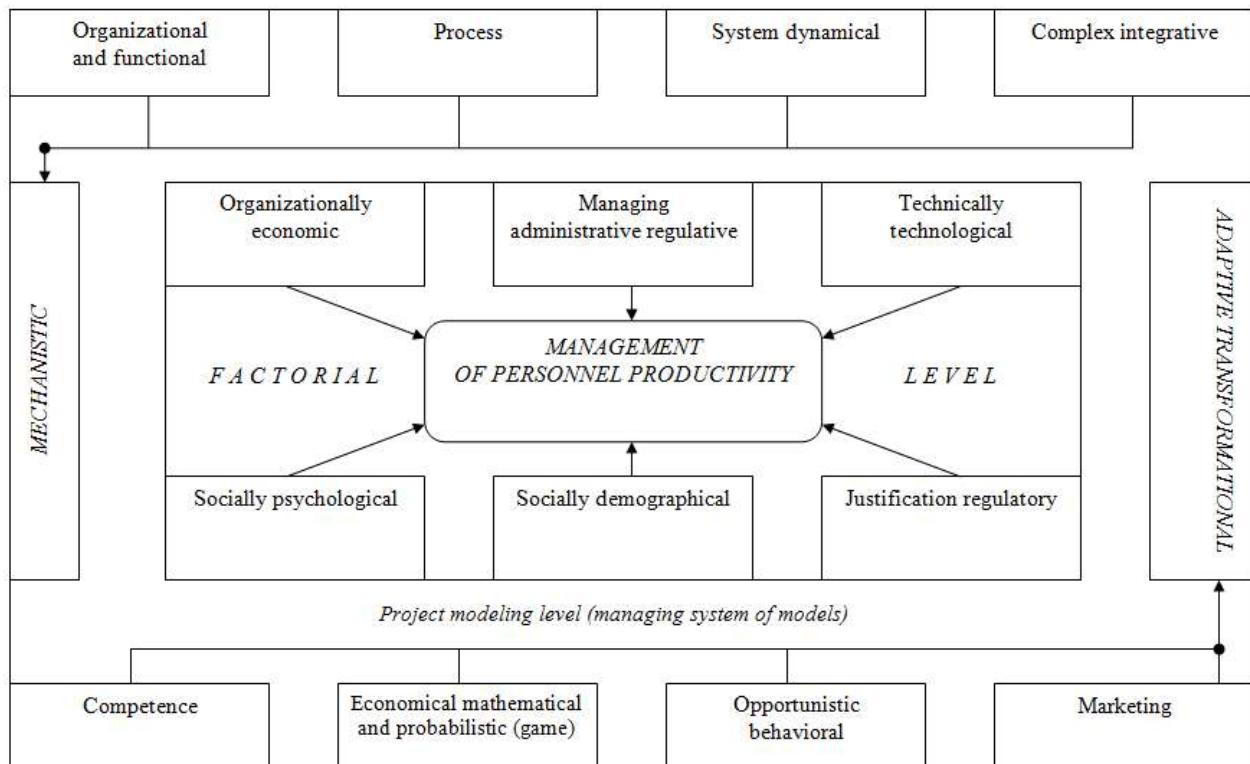 Organizational
and functional
Process
System dynamical
Complex integrative
MECHANISTIC
Organizationally
economic
Managing
administrative regulative
Technically
technological
ADAPTIVE TRANSFORMATIONAL
FACTORIAL
MANAGEMENT
OF PERSONNEL PRODUCTIVITY
LEVEL
Socially psychological
Socially demographical
Justification regulatory
Project modeling level (managing system of models)
Competence
Economical mathematical
and probabilistic (game)
Opportunistic
behavioral
Marketing